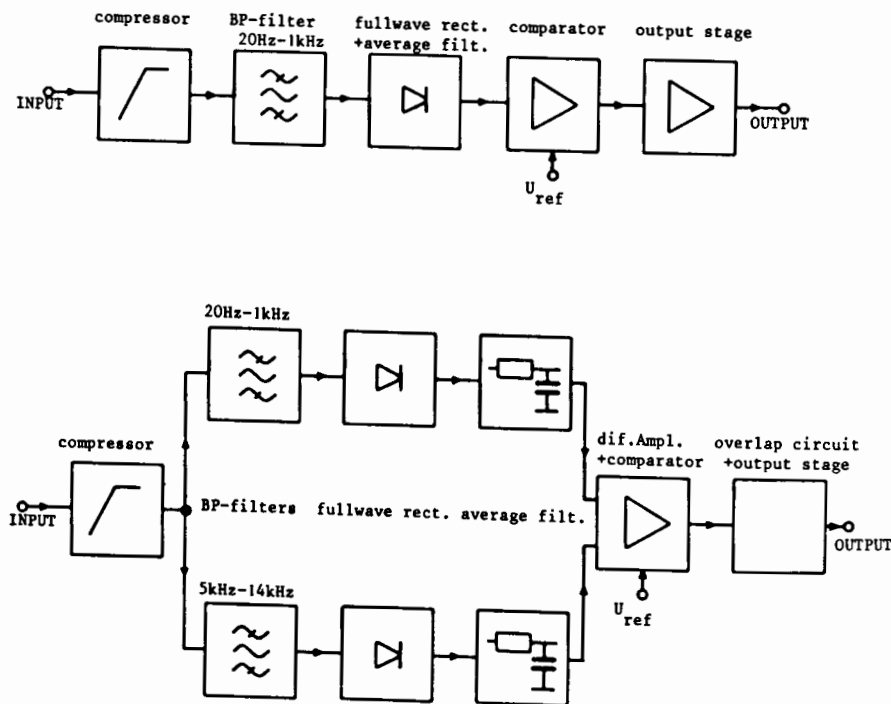 compressor
BP-filter
20Hz-1kHz
fullwave rect.
+average filt.
comparator
output stage
INPUT
OUTPUT
U ref
20Hz-1kHz
compressor
dif.Ampl.
+comparator
overlap circuit
+output stage
INPUT
BP-filters
fullwave rect. average filt.
OUTPUT
5kHz-14kHz
U ref